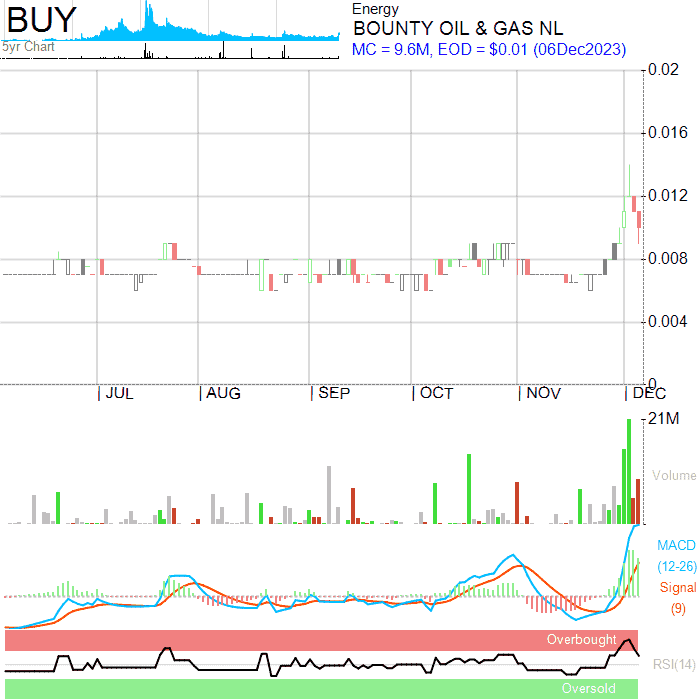 BUY
5yr Chart
Energy
BOUNTY OIL & GAS NL
MC = 9.6M, EOD = $0.01 (06Dec2023)
0.02
0.016
0.012
0.008
0.004
0
JUL AUG SEP OCT NOV DEC
21M
Volume
MACD
(12-26)
Signal
(9)
Overbought
RSI(14)
Oversold